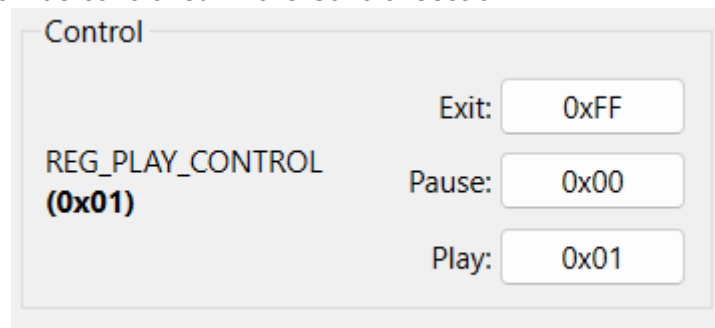 Control
Exit: 0xFF
REG_PLAY_CONTROL
(0x01)
Pause: 0x00
Play: 0x01